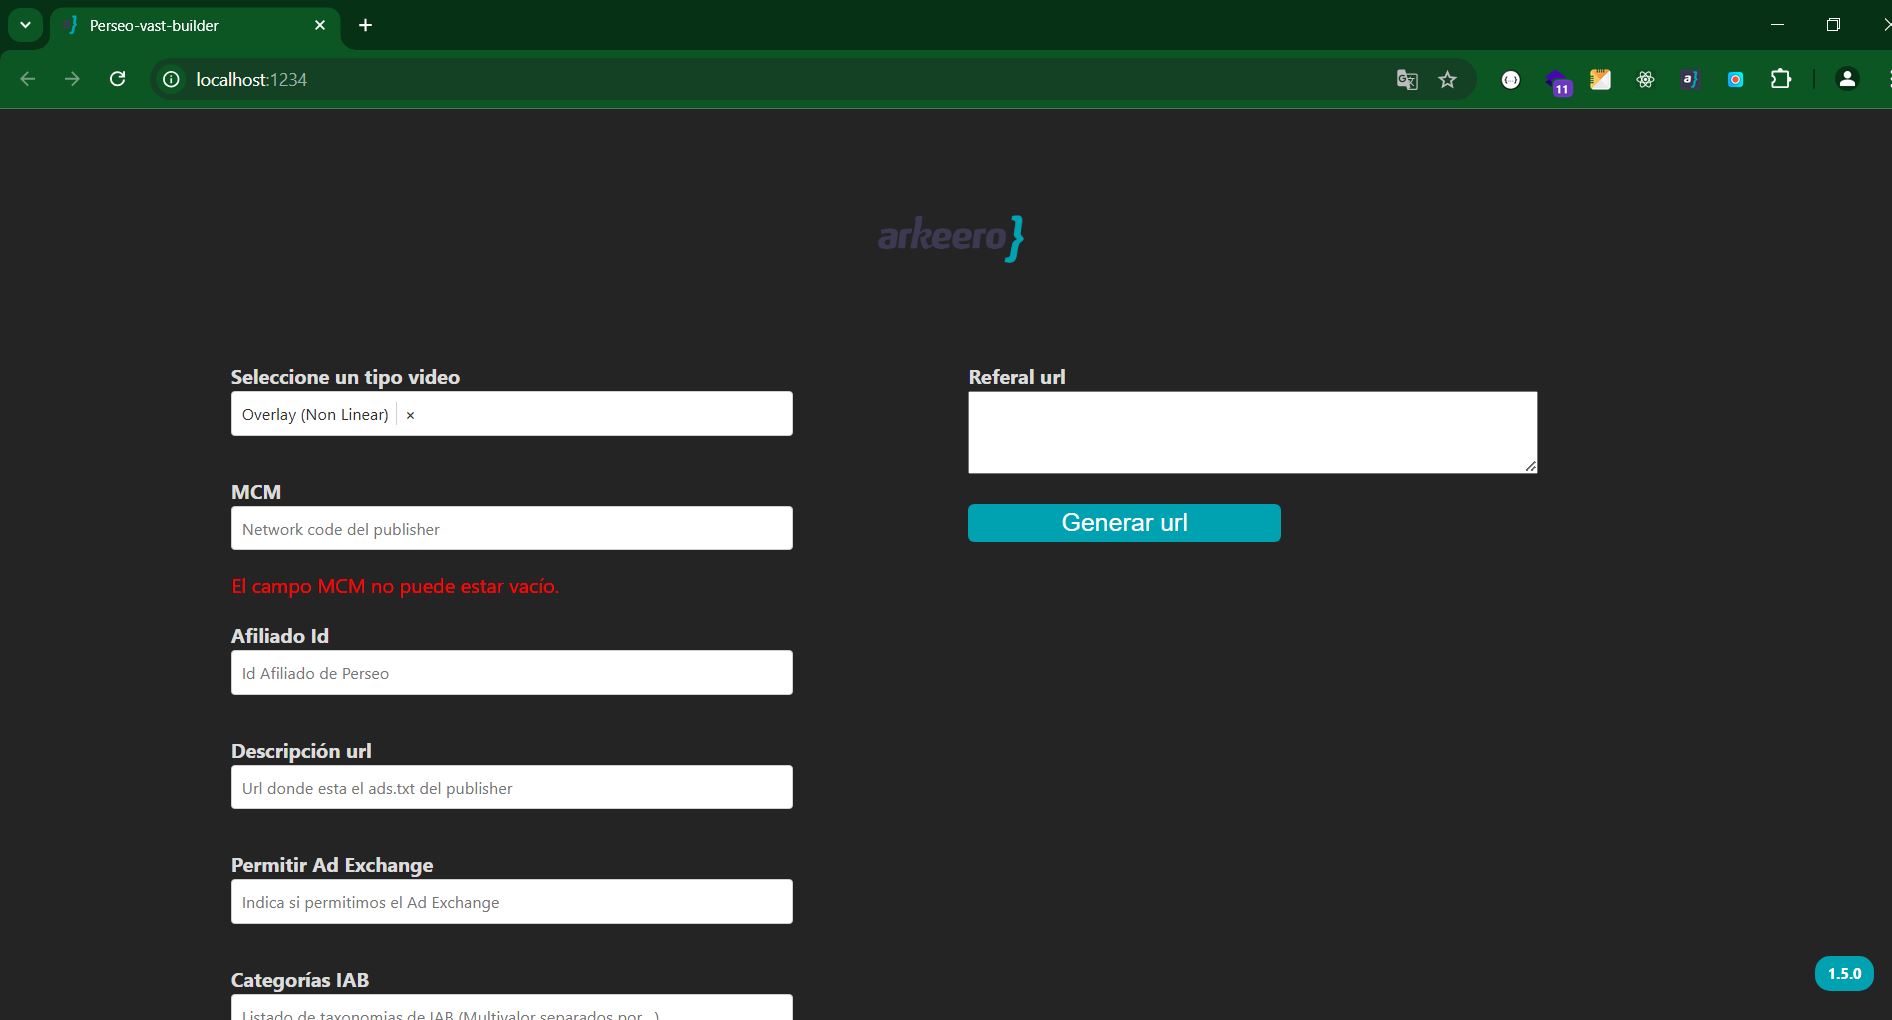 Perseo-vast-builder
localhost:1234
11
a}
arkeero}
Seleccione un tipo video
Overlay (Non Linear) ×
MCM
Network code del publisher
El campo MCM no puede estar vacío.
Afiliado Id
Id Afiliado de Perseo
Descripción url
Url donde esta el ads.txt del publisher
Permitir Ad Exchange
Indica si permitimos el Ad Exchange
Categorías IAB
Listado de taxonomias de IAB (Multivalor separados por , )
Referal url
Generar url
1.5.0